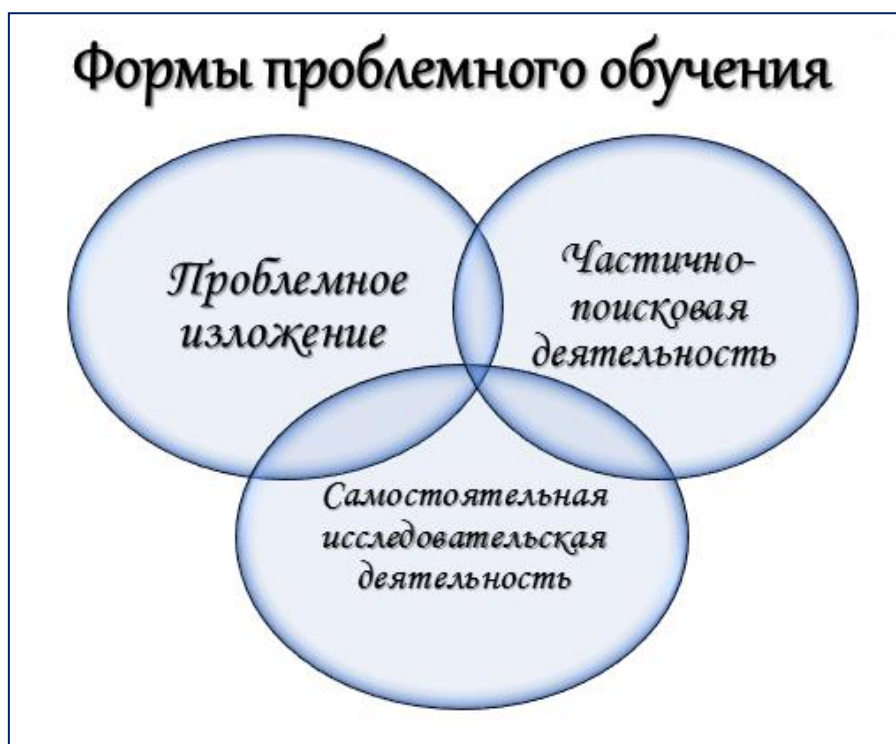 Формы проблемного обучения
Проблемное
изложение
Частично-
поисковая
деятельность
Самостоятельная
исследовательская
деятельность